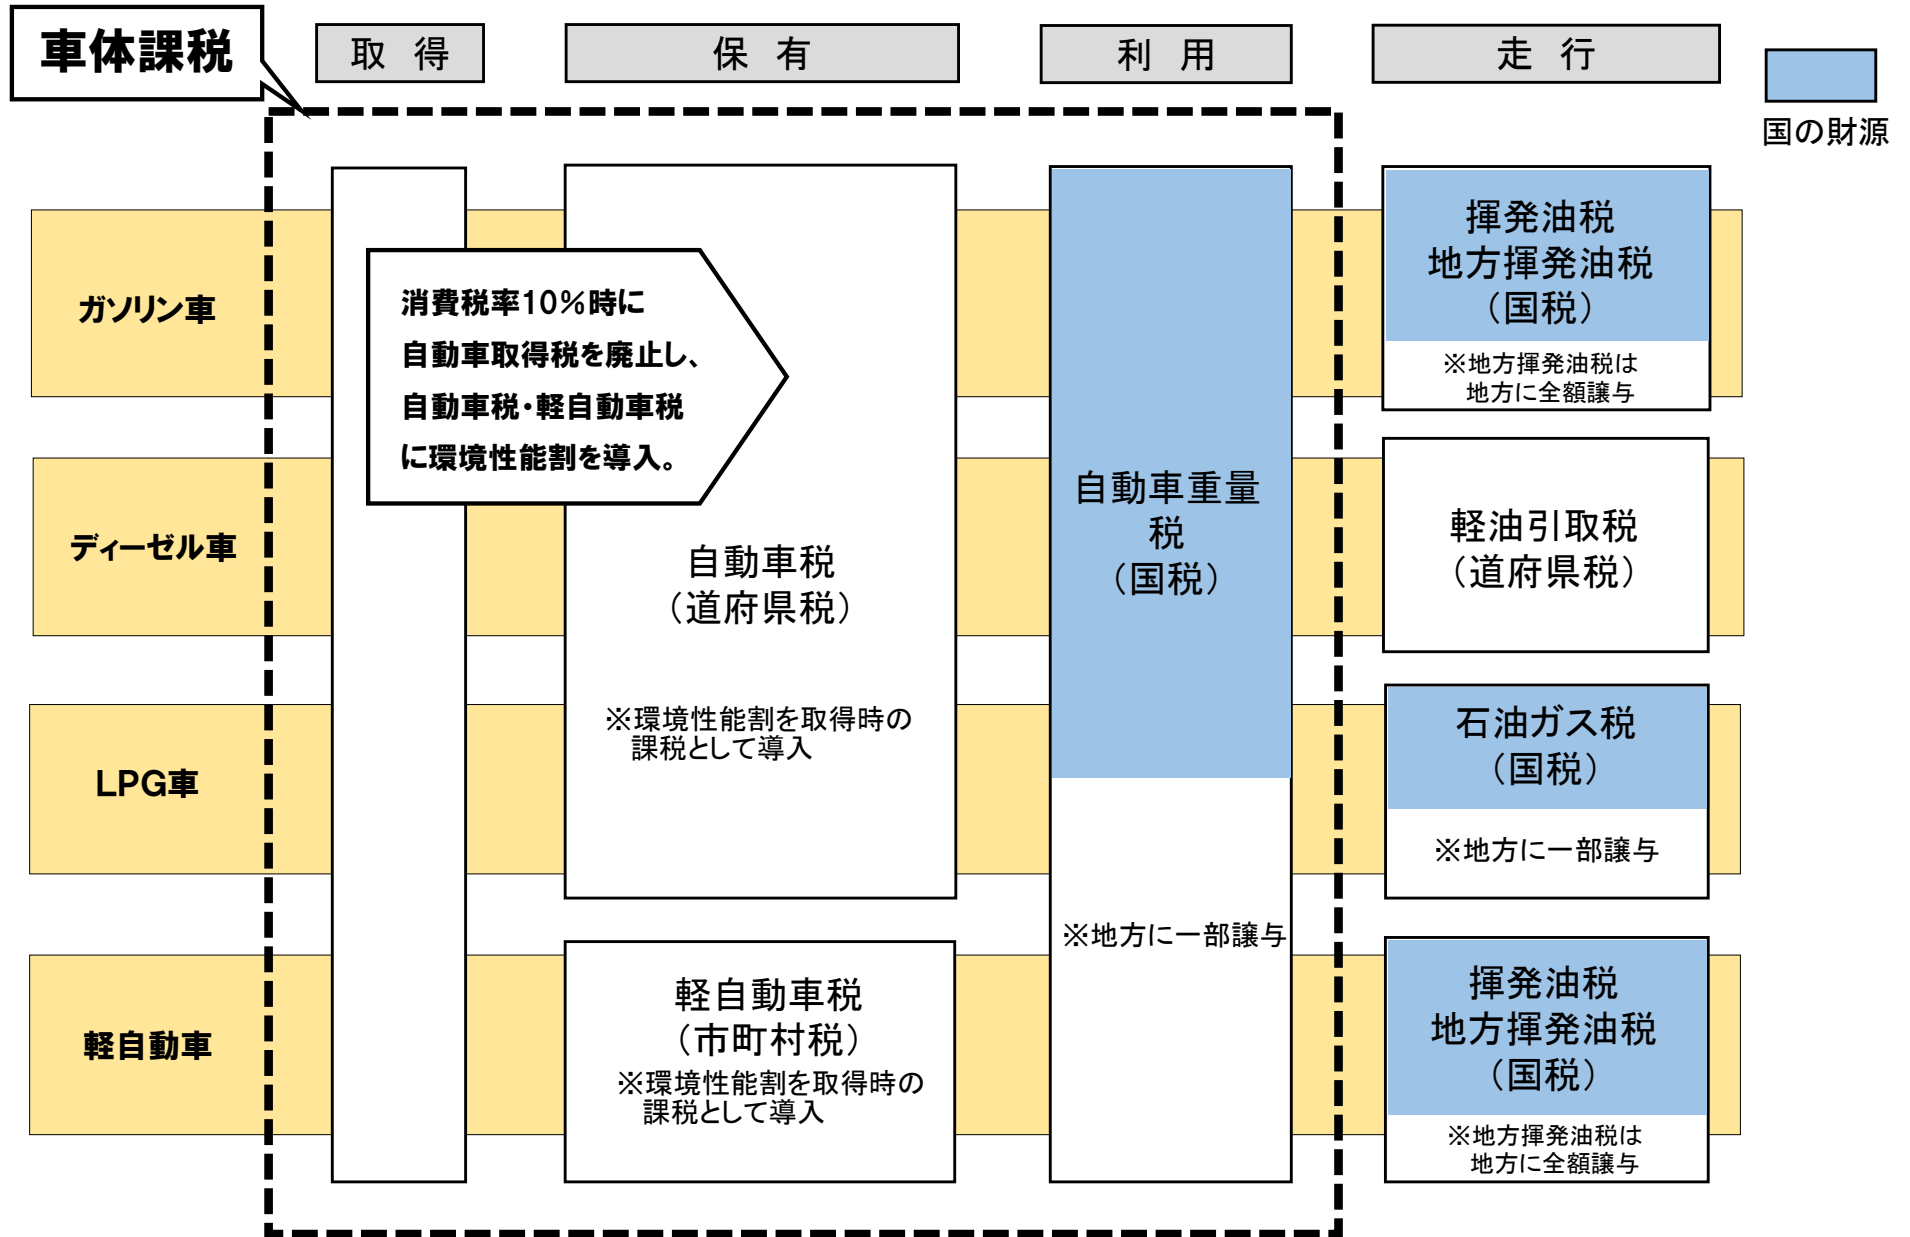 車体課税
取 得
保 有
利 用
走 行
国の財源
ガソリン車
ディーゼル車
LPG車
軽自動車
消費税率10%時に
自動車取得税を廃止し、
自動車税・軽自動車税
に環境性能割を導入。
自動車税
（道府県税）
※環境性能割を取得時の
課税として導入
軽自動車税
（市町村税）
※環境性能割を取得時の
課税として導入
自動車重量
税
（国税）
※地方に一部譲与
揮発油税
地方揮発油税
（国税）
※地方揮発油税は
地方に全額譲与
軽油引取税
（道府県税）
石油ガス税
（国税）
※地方に一部譲与
揮発油税
地方揮発油税
（国税）
※地方揮発油税は
地方に全額譲与